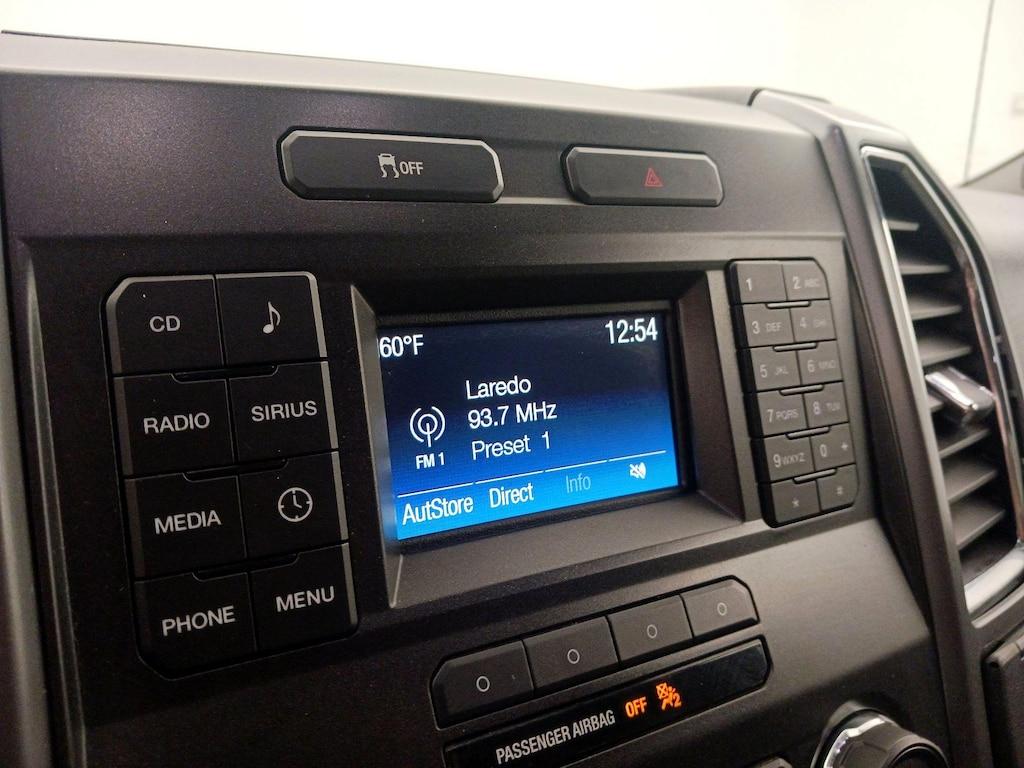 OFF
60°F 12:54
Laredo
93.7 MHz
FM 1
Preset 1
AutStore Direct Info
CD
RADIO SIRIUS
MEDIA
PHONE MENU
1 2 ABC
3 DEF 4 GHI
5 JKL 6 MNO
7 PQRS 8 TUV
9 WXYZ 0 +
* #
PASSENGER AIRBAG OFF 2